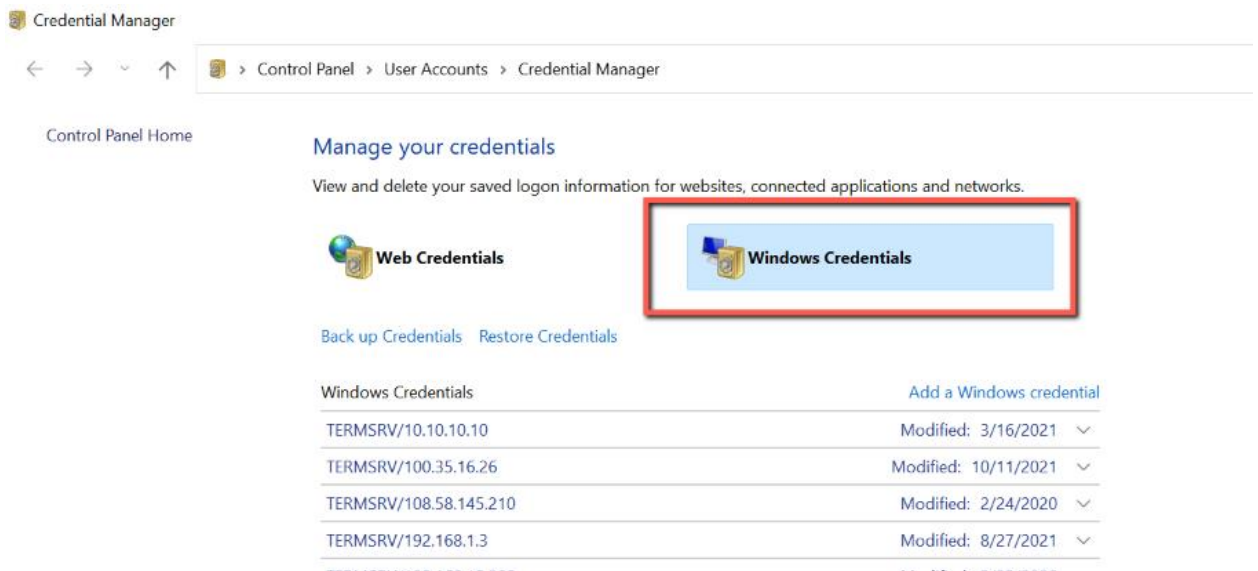 Credential Manager
Control Panel > User Accounts > Credential Manager
Control Panel Home
Manage your credentials
View and delete your saved logon information for websites, connected applications and networks.
Web Credentials Windows Credentials
Back up Credentials Restore Credentials
Windows Credentials Add a Windows credential
TERMSRV/10.10.10.10 Modified: 3/16/2021
TERMSRV/100.35.16.26 Modified: 10/11/2021
TERMSRV/108.58.145.210 Modified: 2/24/2020
TERMSRV/192.168.1.3 Modified: 8/27/2021